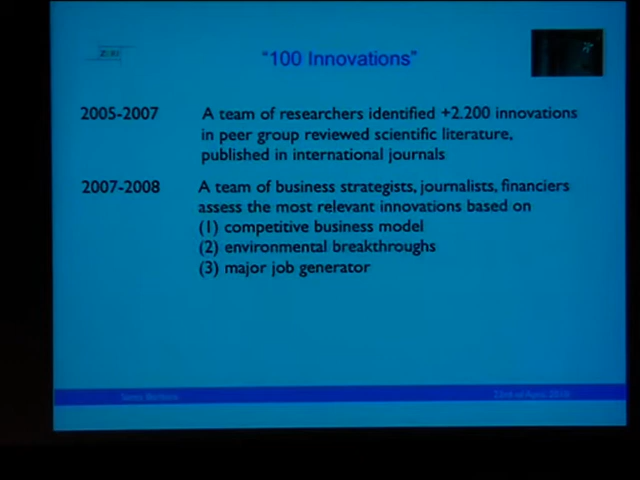 ZERI
"100 Innovations"
2005-2007 A team of researchers identified +2.200 innovations
in peer group reviewed scientific literature,
published in international journals
2007-2008 A team of business strategists, journalists, financiers
assess the most relevant innovations based on
(1) competitive business model
(2) environmental breakthroughs
(3) major job generator